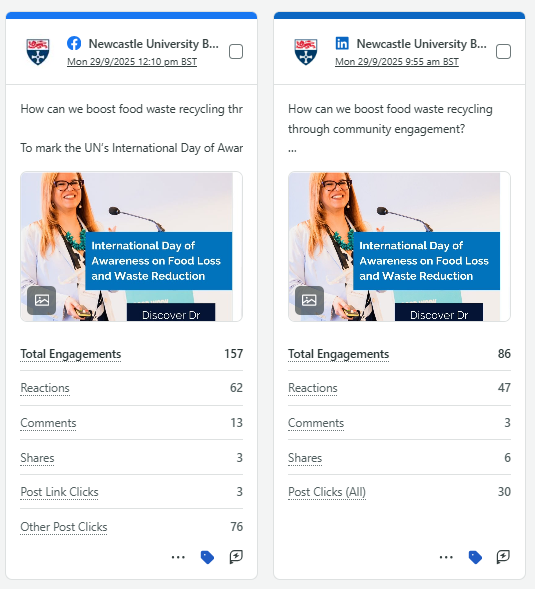 Newcastle University B...
Mon 29/9/2025 12:10 pm BST
How can we boost food waste recycling thr
To mark the UN's International Day of Awar
International Day of
Awareness on Food Loss
and Waste Reduction
Discover Dr
Total Engagements 157
Reactions 62
Comments 13
Shares 3
Post Link Clicks 3
Other Post Clicks 76
...
Newcastle University B...
Mon 29/9/2025 9:55 am BST
How can we boost food waste recycling
through community engagement?
...
International Day of
Awareness on Food Loss
and Waste Reduction
Discover Dr
Total Engagements 86
Reactions 47
Comments 3
Shares 6
Post Clicks (All) 30
...